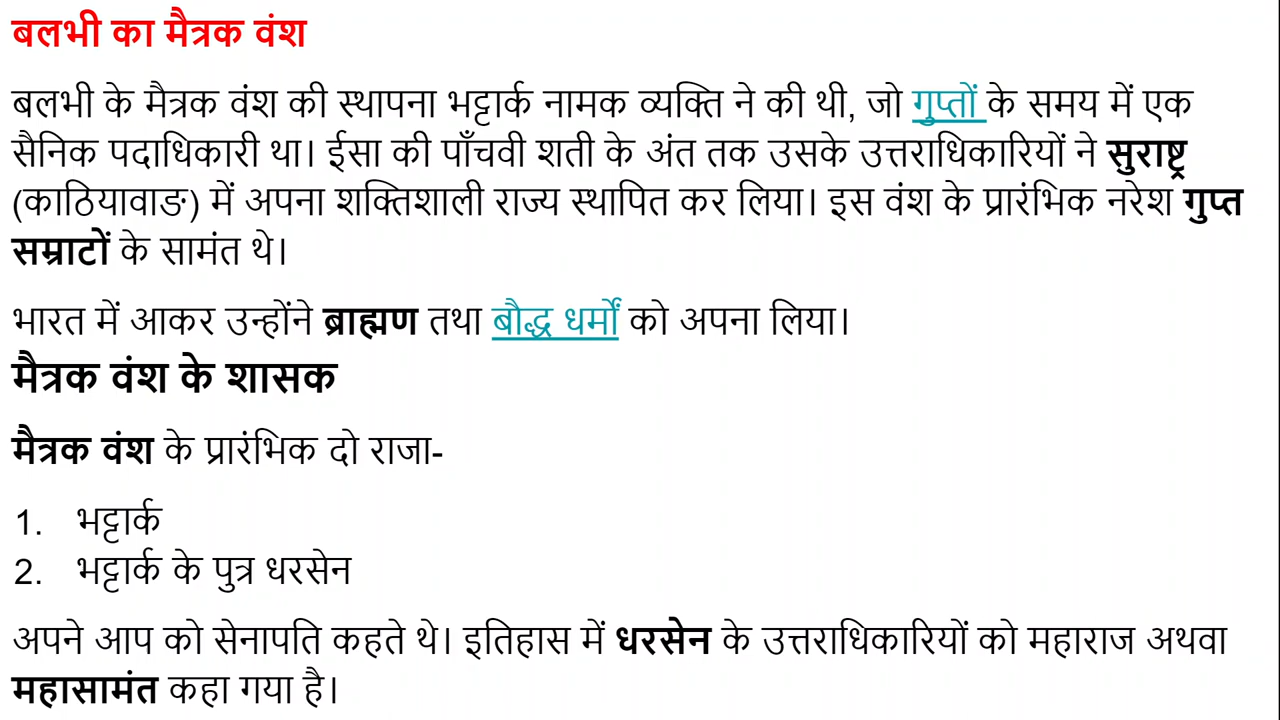 बलभी का मैत्रक वंश
बलभी के मैत्रक वंश की स्थापना भट्टार्क नामक व्यक्ति ने की थी, जो गुप्तों के समय में एक
सैनिक पदाधिकारी था। ईसा की पाँचवी शती के अंत तक उसके उत्तराधिकारियों ने सुराष्ट्र
(काठियावाङ) में अपना शक्तिशाली राज्य स्थापित कर लिया। इस वंश के प्रारंभिक नरेश गुप्त
सम्राटों के सामंत थे।
भारत में आकर उन्होंने ब्राह्मण तथा बौद्ध धर्मों को अपना लिया।
मैत्रक वंश के शासक
मैत्रक वंश के प्रारंभिक दो राजा-
1. भट्टार्क
2. भट्टार्क के पुत्र धरसेन
अपने आप को सेनापति कहते थे। इतिहास में धरसेन के उत्तराधिकारियों को महाराज अथवा
महासामंत कहा गया है।